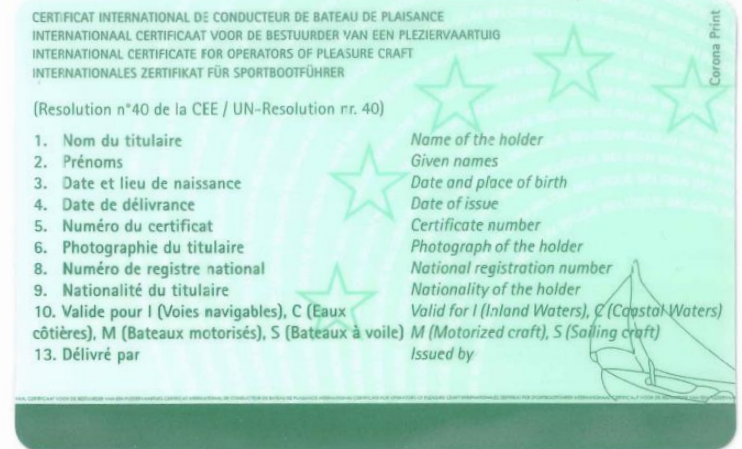 CERTIFICAT INTERNATIONAL DE CONDUCTEUR DE BATEAU DE PLAISANCE
INTERNATIONAAL CERTIFICAAT VOOR DE BESTUURDER VAN EEN PLEZIERVAARTUIG
INTERNATIONAL CERTIFICATE FOR OPERATORS OF PLEASURE CRAFT
INTERNATIONALES ZERTIFIKAT FÜR SPORTBOOTFÜHRER
Corona Print
(Resolution n°40 de la CEE / UN-Resolution nr. 40)
1. Nom du titulaire Name of the holder
2. Prénoms Given names
3. Date et lieu de naissance Date and place of birth
4. Date de délivrance Date of issue
5. Numéro du certificat Certificate number
6. Photographie du titulaire Photograph of the holder
8. Numéro de registre national National registration number
9. Nationalité du titulaire Nationality of the holder
10. Valide pour I (Voies navigables), C (Eaux Valid for I (Inland Waters), C (Coastal Waters)
côtières), M (Bateaux motorisés), S (Bateaux à voile) M (Motorized craft), S (Sailing craft)
13. Délivré par Issued by